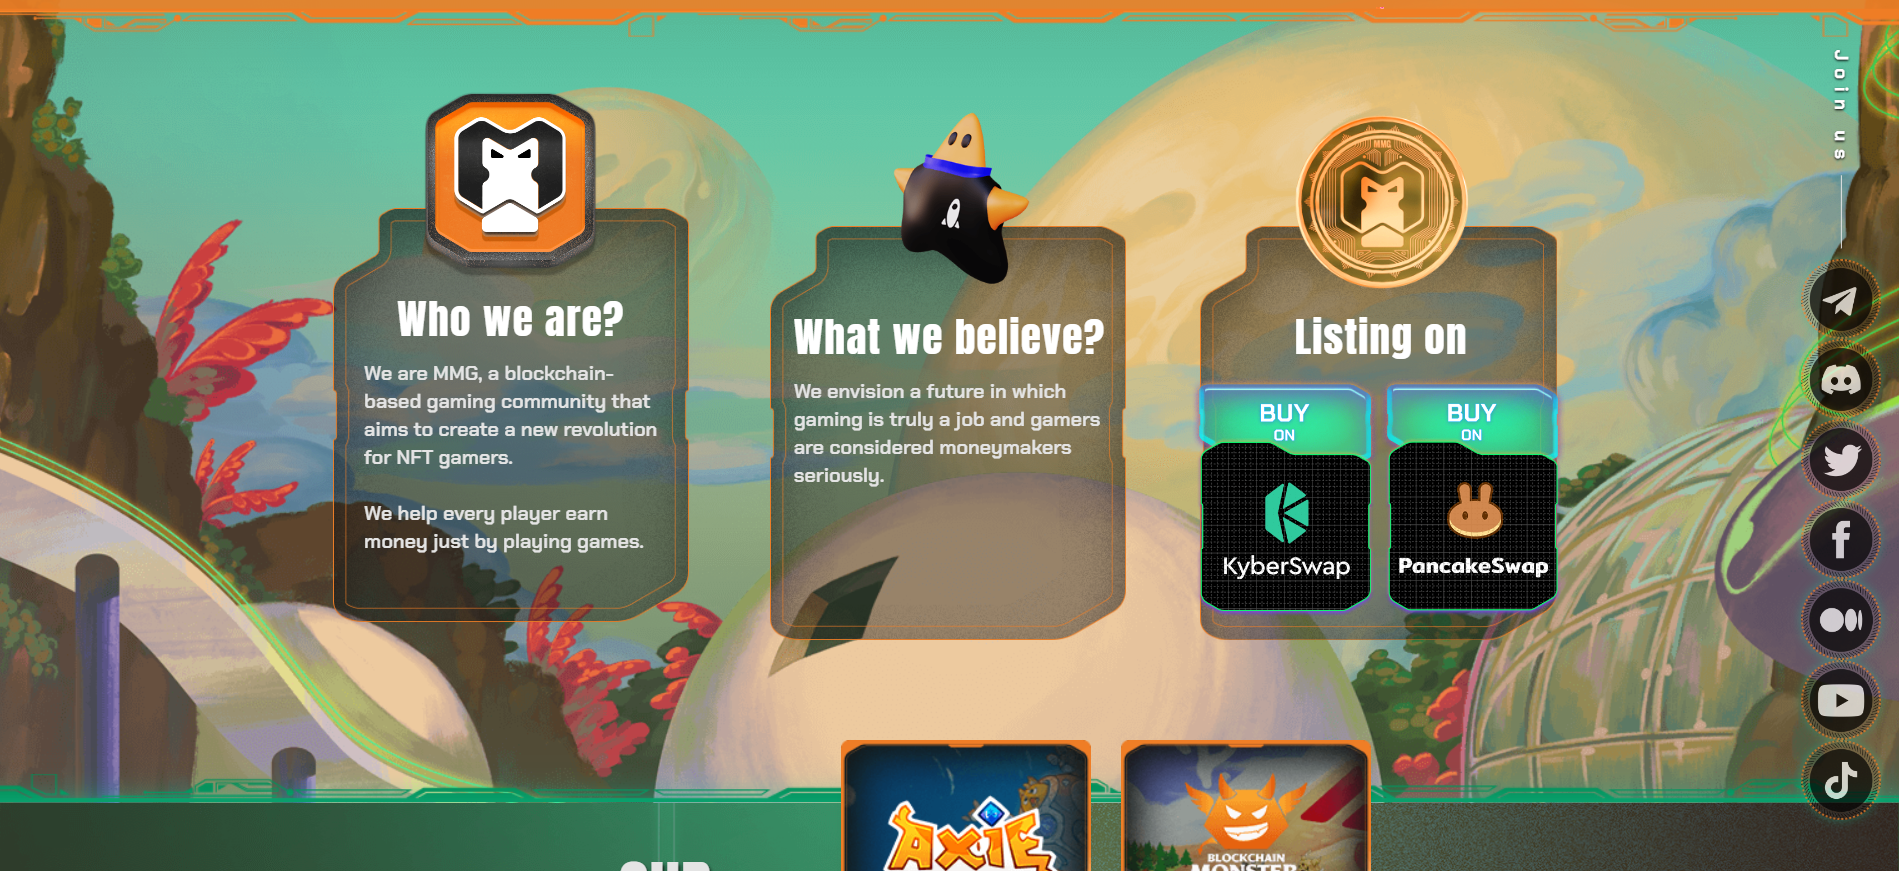 Join us
MMG
Who we are?
We are MMG, a blockchain-
based gaming community that
aims to create a new revolution
for NFT gamers.
We help every player earn
money just by playing games.
What we believe?
We envision a future in which
gaming is truly a job and gamers
are considered moneymakers
seriously.
Listing on
BUY
ON
KyberSwap
BUY
ON
PancakeSwap
AXIE
BLOCKCHAIN
MONSTER
OUR